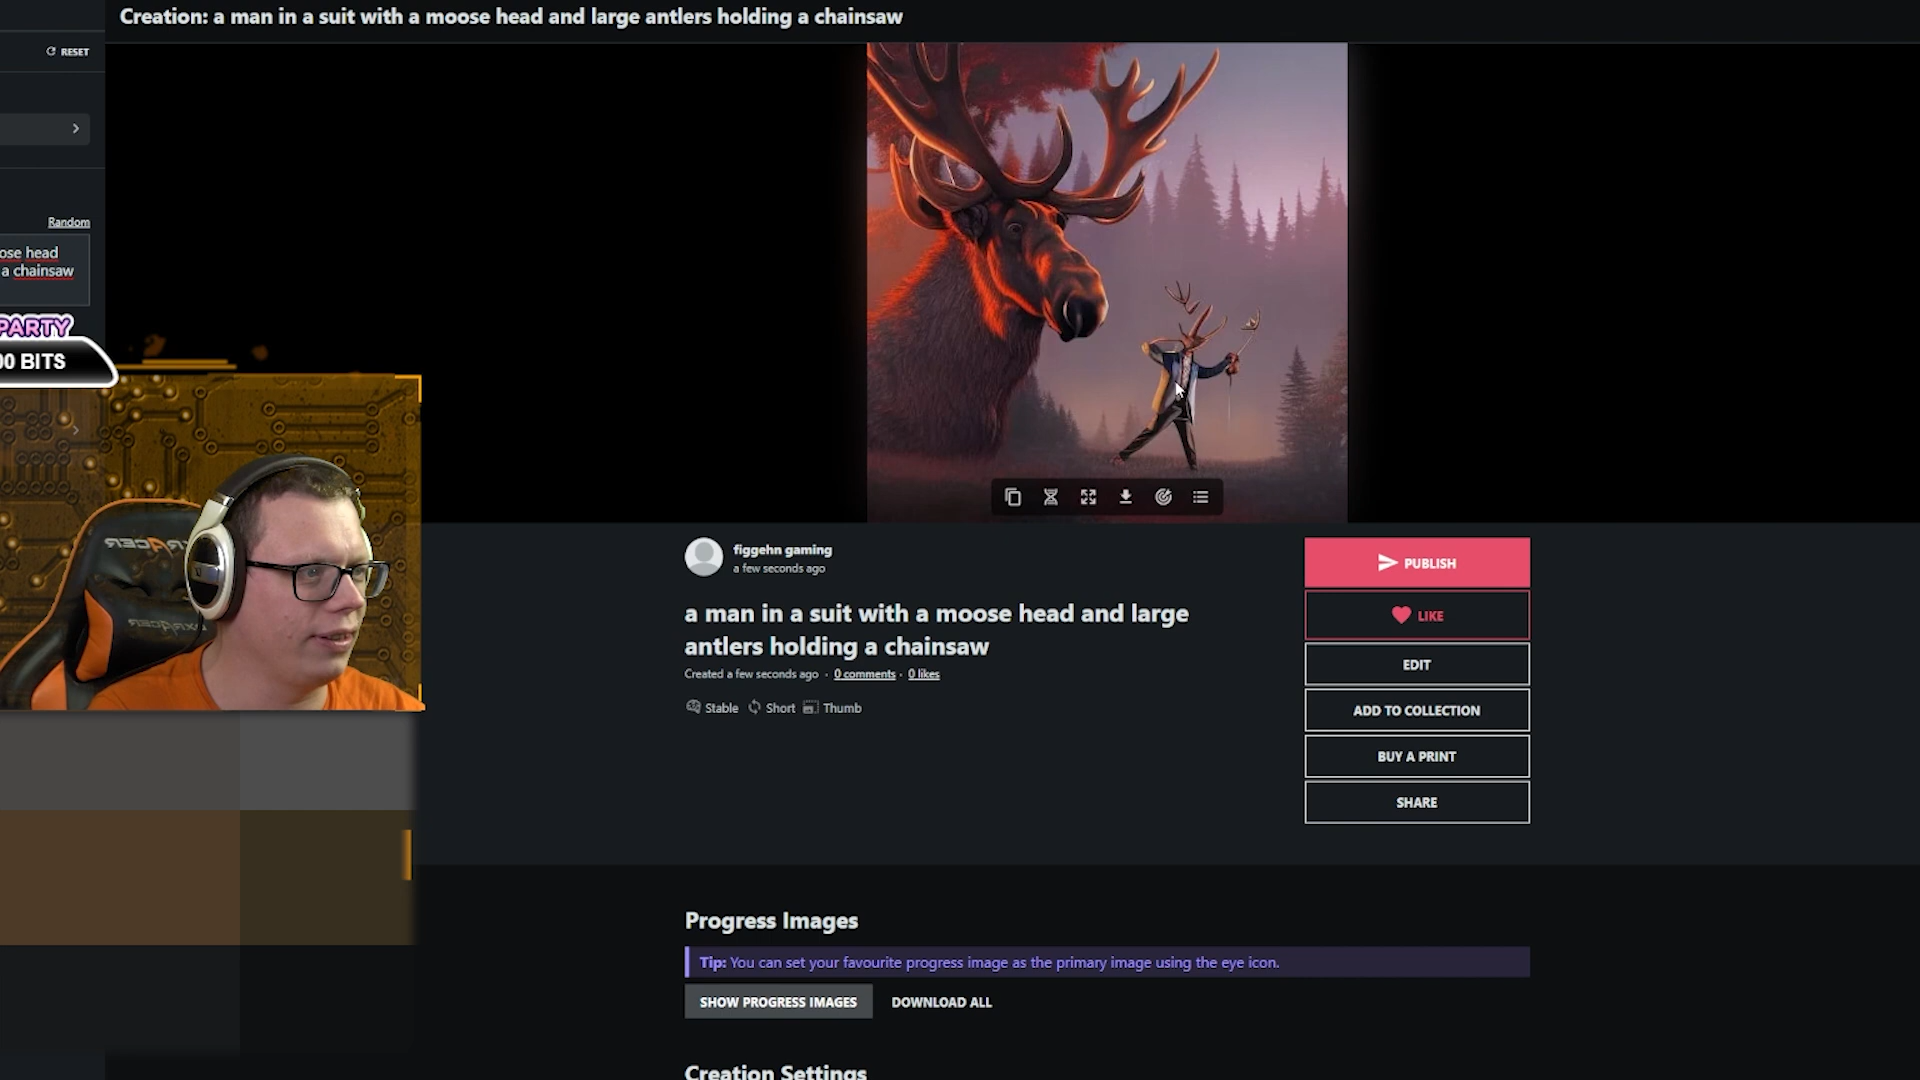 Creation: a man in a suit with a moose head and large antlers holding a chainsaw
RESET
Random
ose head
a chainsaw
PARTY
00 BITS
figgehn gaming
a few seconds ago
a man in a suit with a moose head and large
antlers holding a chainsaw
Created a few seconds ago · 0 comments · 0 likes
Stable Short Thumb
PUBLISH
LIKE
EDIT
ADD TO COLLECTION
BUY A PRINT
SHARE
Progress Images
Tip: You can set your favourite progress image as the primary image using the eye icon.
SHOW PROGRESS IMAGES DOWNLOAD ALL
Creation Settings